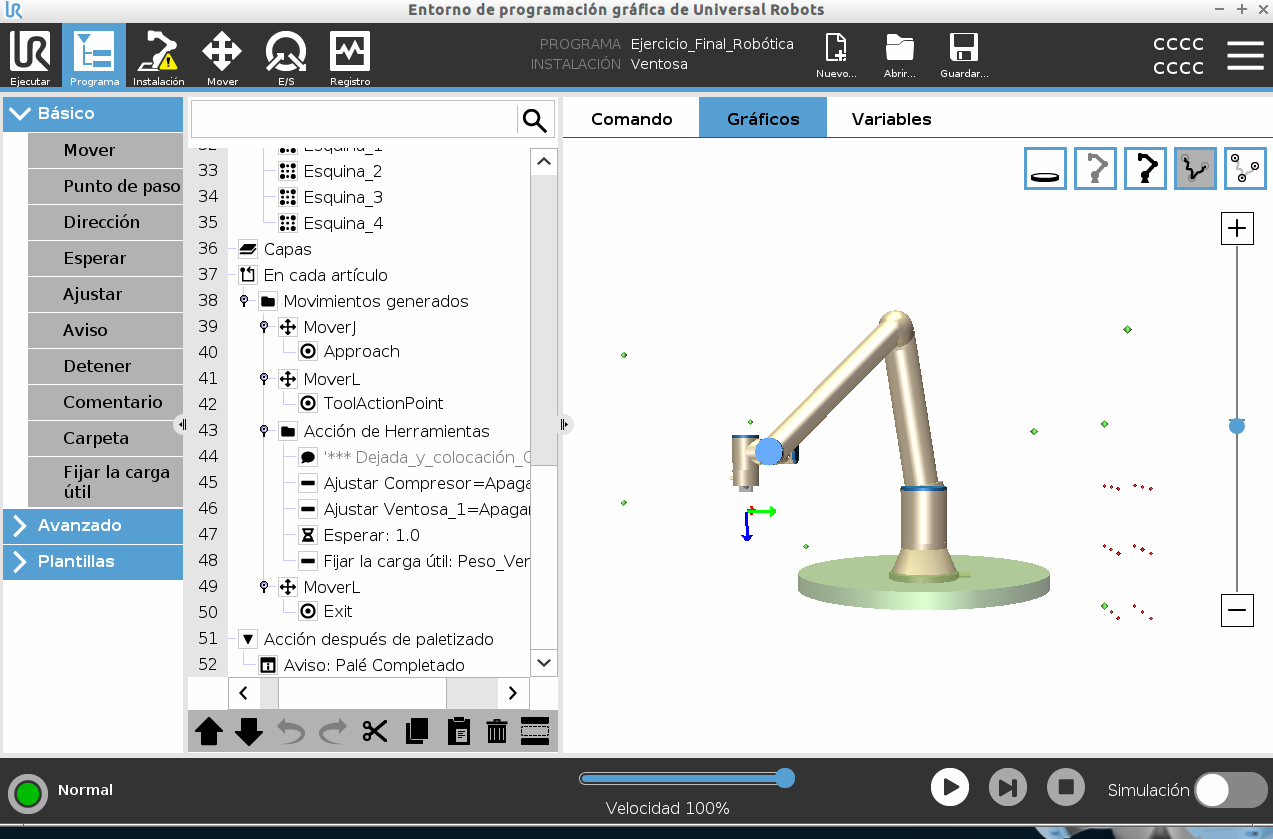 Entorno de programación gráfica de Universal Robots
PROGRAMA Ejercicio_Final_Robótica
INSTALACIÓN Ventosa
Ejecutar
Programa
Instalación
Mover
E/S
Registro
Nuevo...
Abrir...
Guardar...
CCCC
CCCC
Básico
Mover
Punto de paso
Dirección
Esperar
Ajustar
Aviso
Detener
Comentario
Carpeta
Fijar la carga
útil
Avanzado
Plantillas
32 Esquina_1
33 Esquina_2
34 Esquina_3
35 Esquina_4
36 Capas
37 En cada artículo
38 Movimientos generados
39 MoverJ
40 Approach
41 MoverL
42 ToolActionPoint
43 Acción de Herramientas
44 '*** Dejada_y_colocación_
45 Ajustar Compresor=Apaga
46 Ajustar Ventosa_1=Apagar
47 Esperar: 1.0
48 Fijar la carga útil: Peso_Ven
49 MoverL
50 Exit
51 Acción después de paletizado
52 Aviso: Palé Completado
Comando
Gráficos
Variables
Normal
Velocidad 100%
Simulación